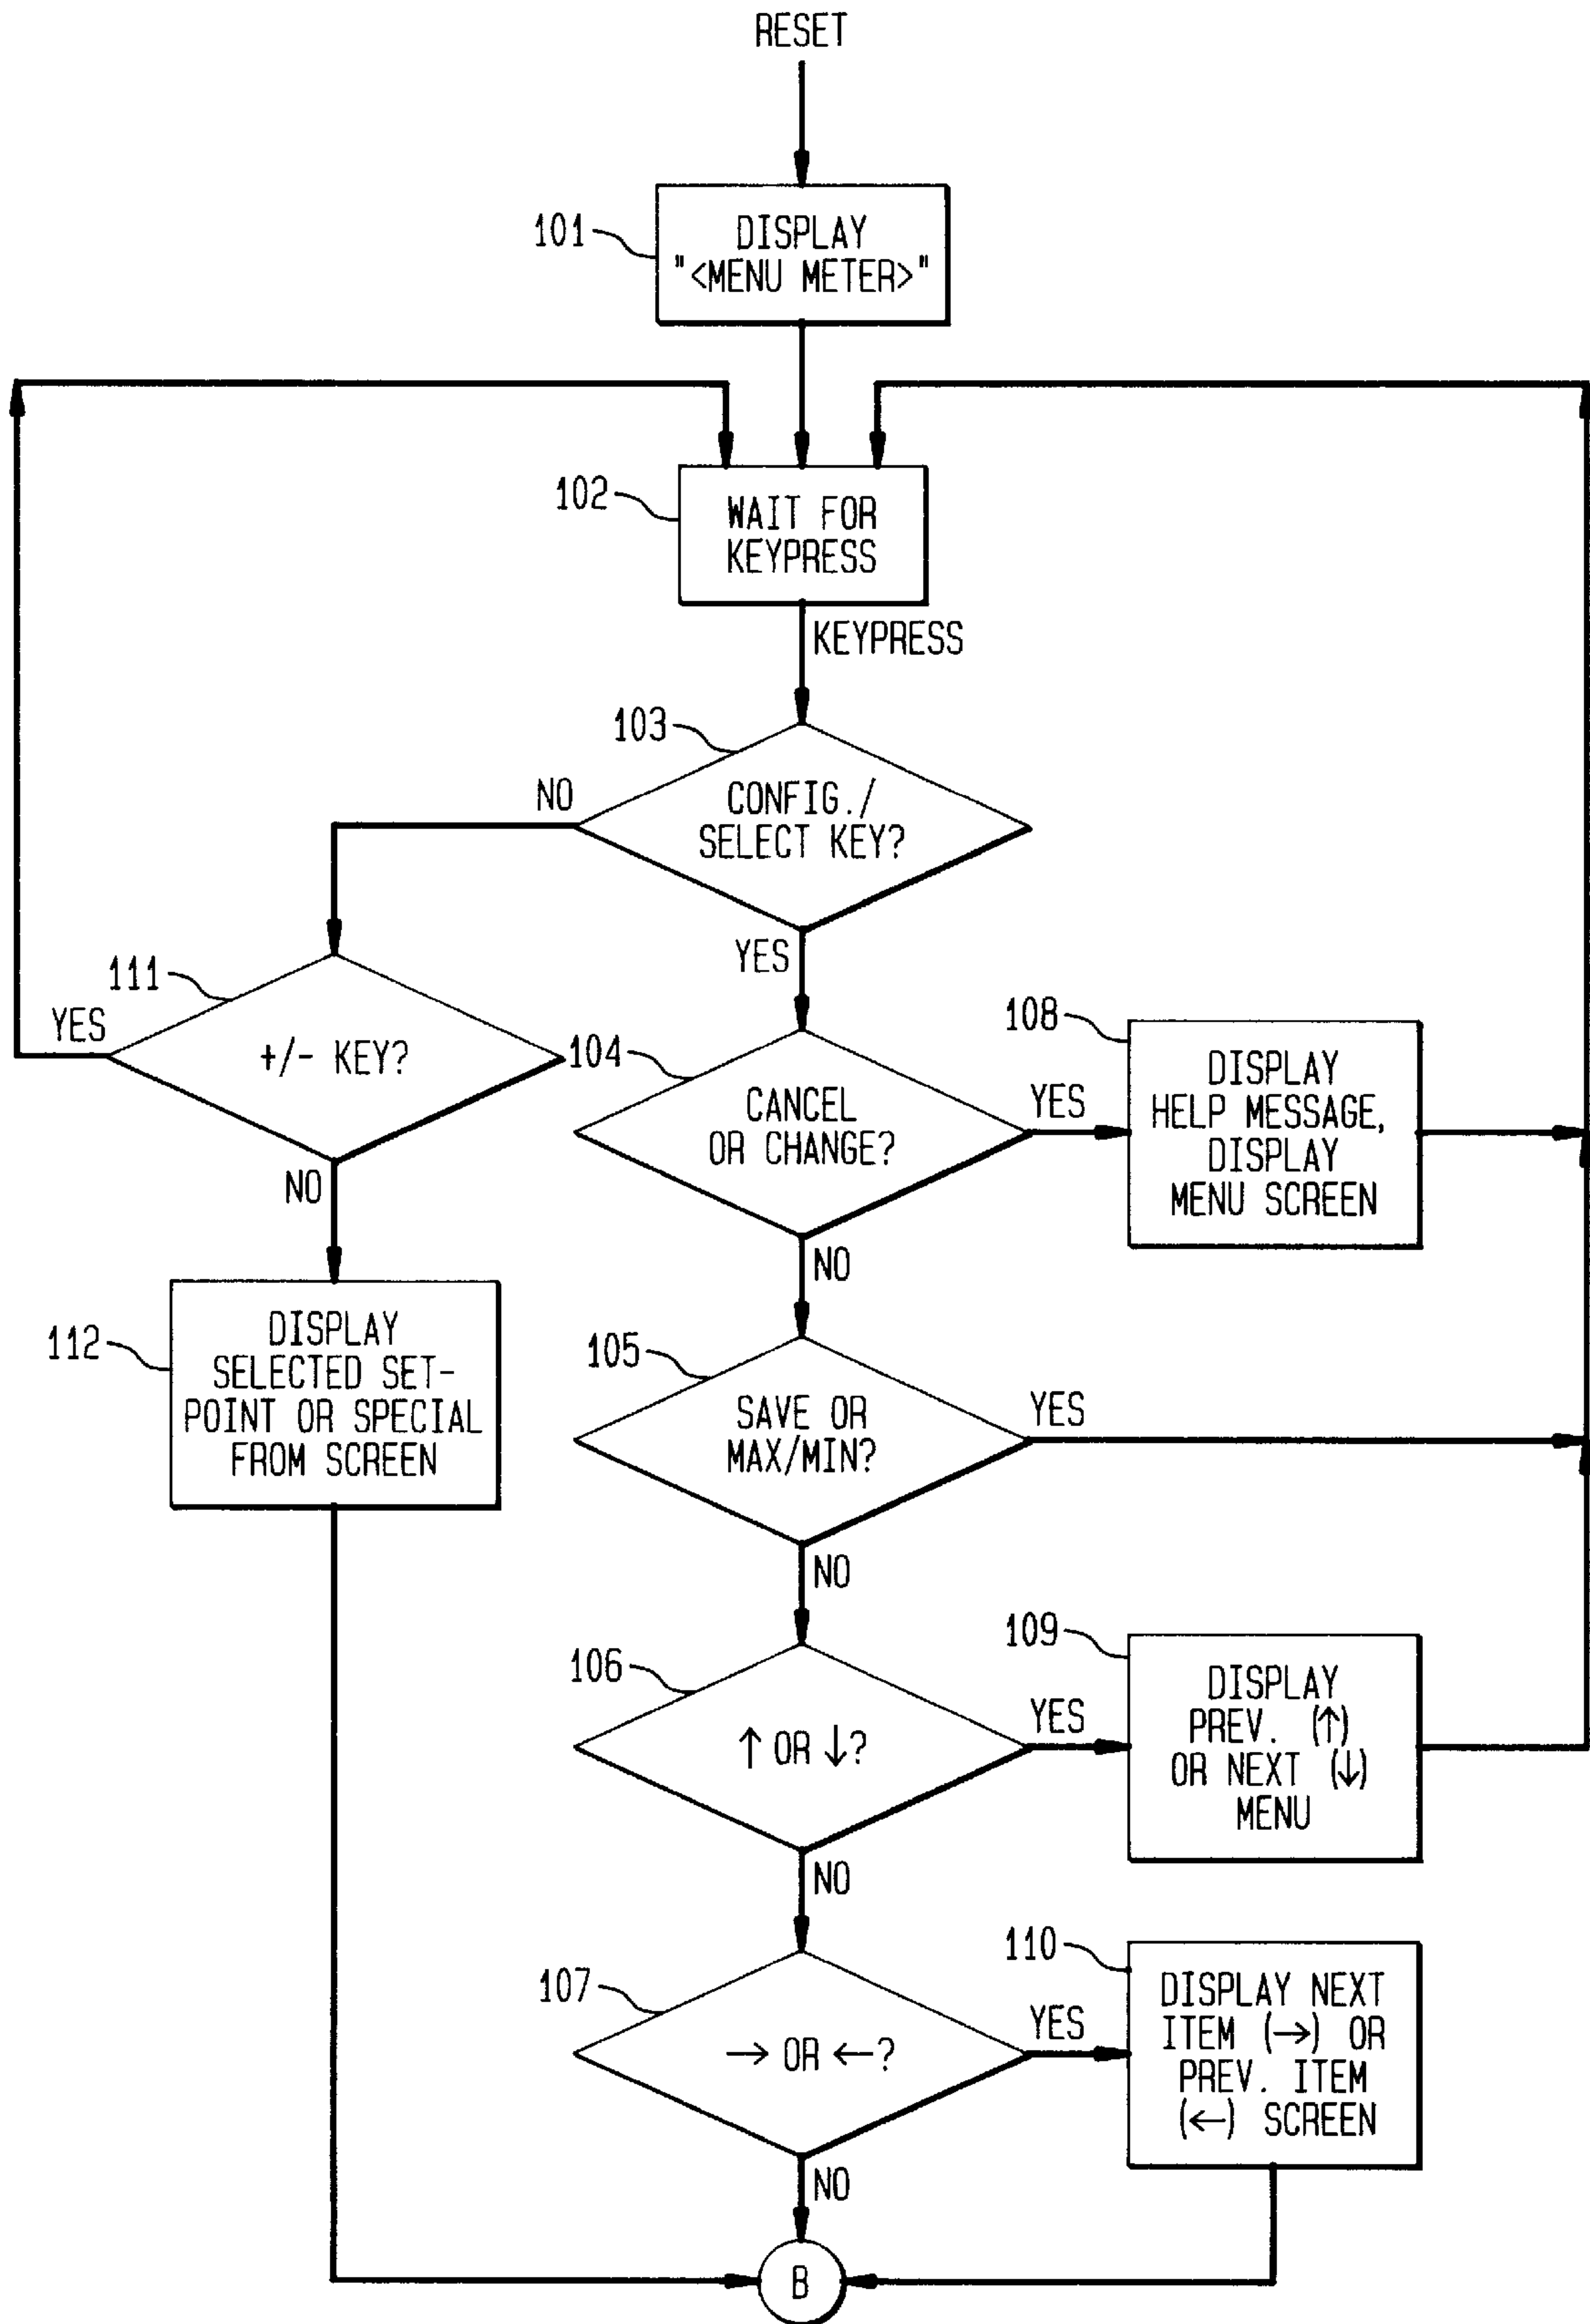 RESET
101
DISPLAY
"<MENU METER>"
102
WAIT FOR
KEYPRESS
KEYPRESS
103
CONFIG./
SELECT KEY?
NO
YES
111
+/- KEY?
YES
NO
104
CANCEL
OR CHANGE?
YES
NO
108
DISPLAY
HELP MESSAGE,
DISPLAY
MENU SCREEN
112
DISPLAY
SELECTED SET-
POINT OR SPECIAL
FROM SCREEN
105
SAVE OR
MAX/MIN?
YES
NO
106
↑ OR ↓?
YES
NO
109
DISPLAY
PREV. (↑)
OR NEXT (↓)
MENU
107
→ OR ←?
YES
NO
110
DISPLAY NEXT
ITEM (→) OR
PREV. ITEM
(←) SCREEN
B